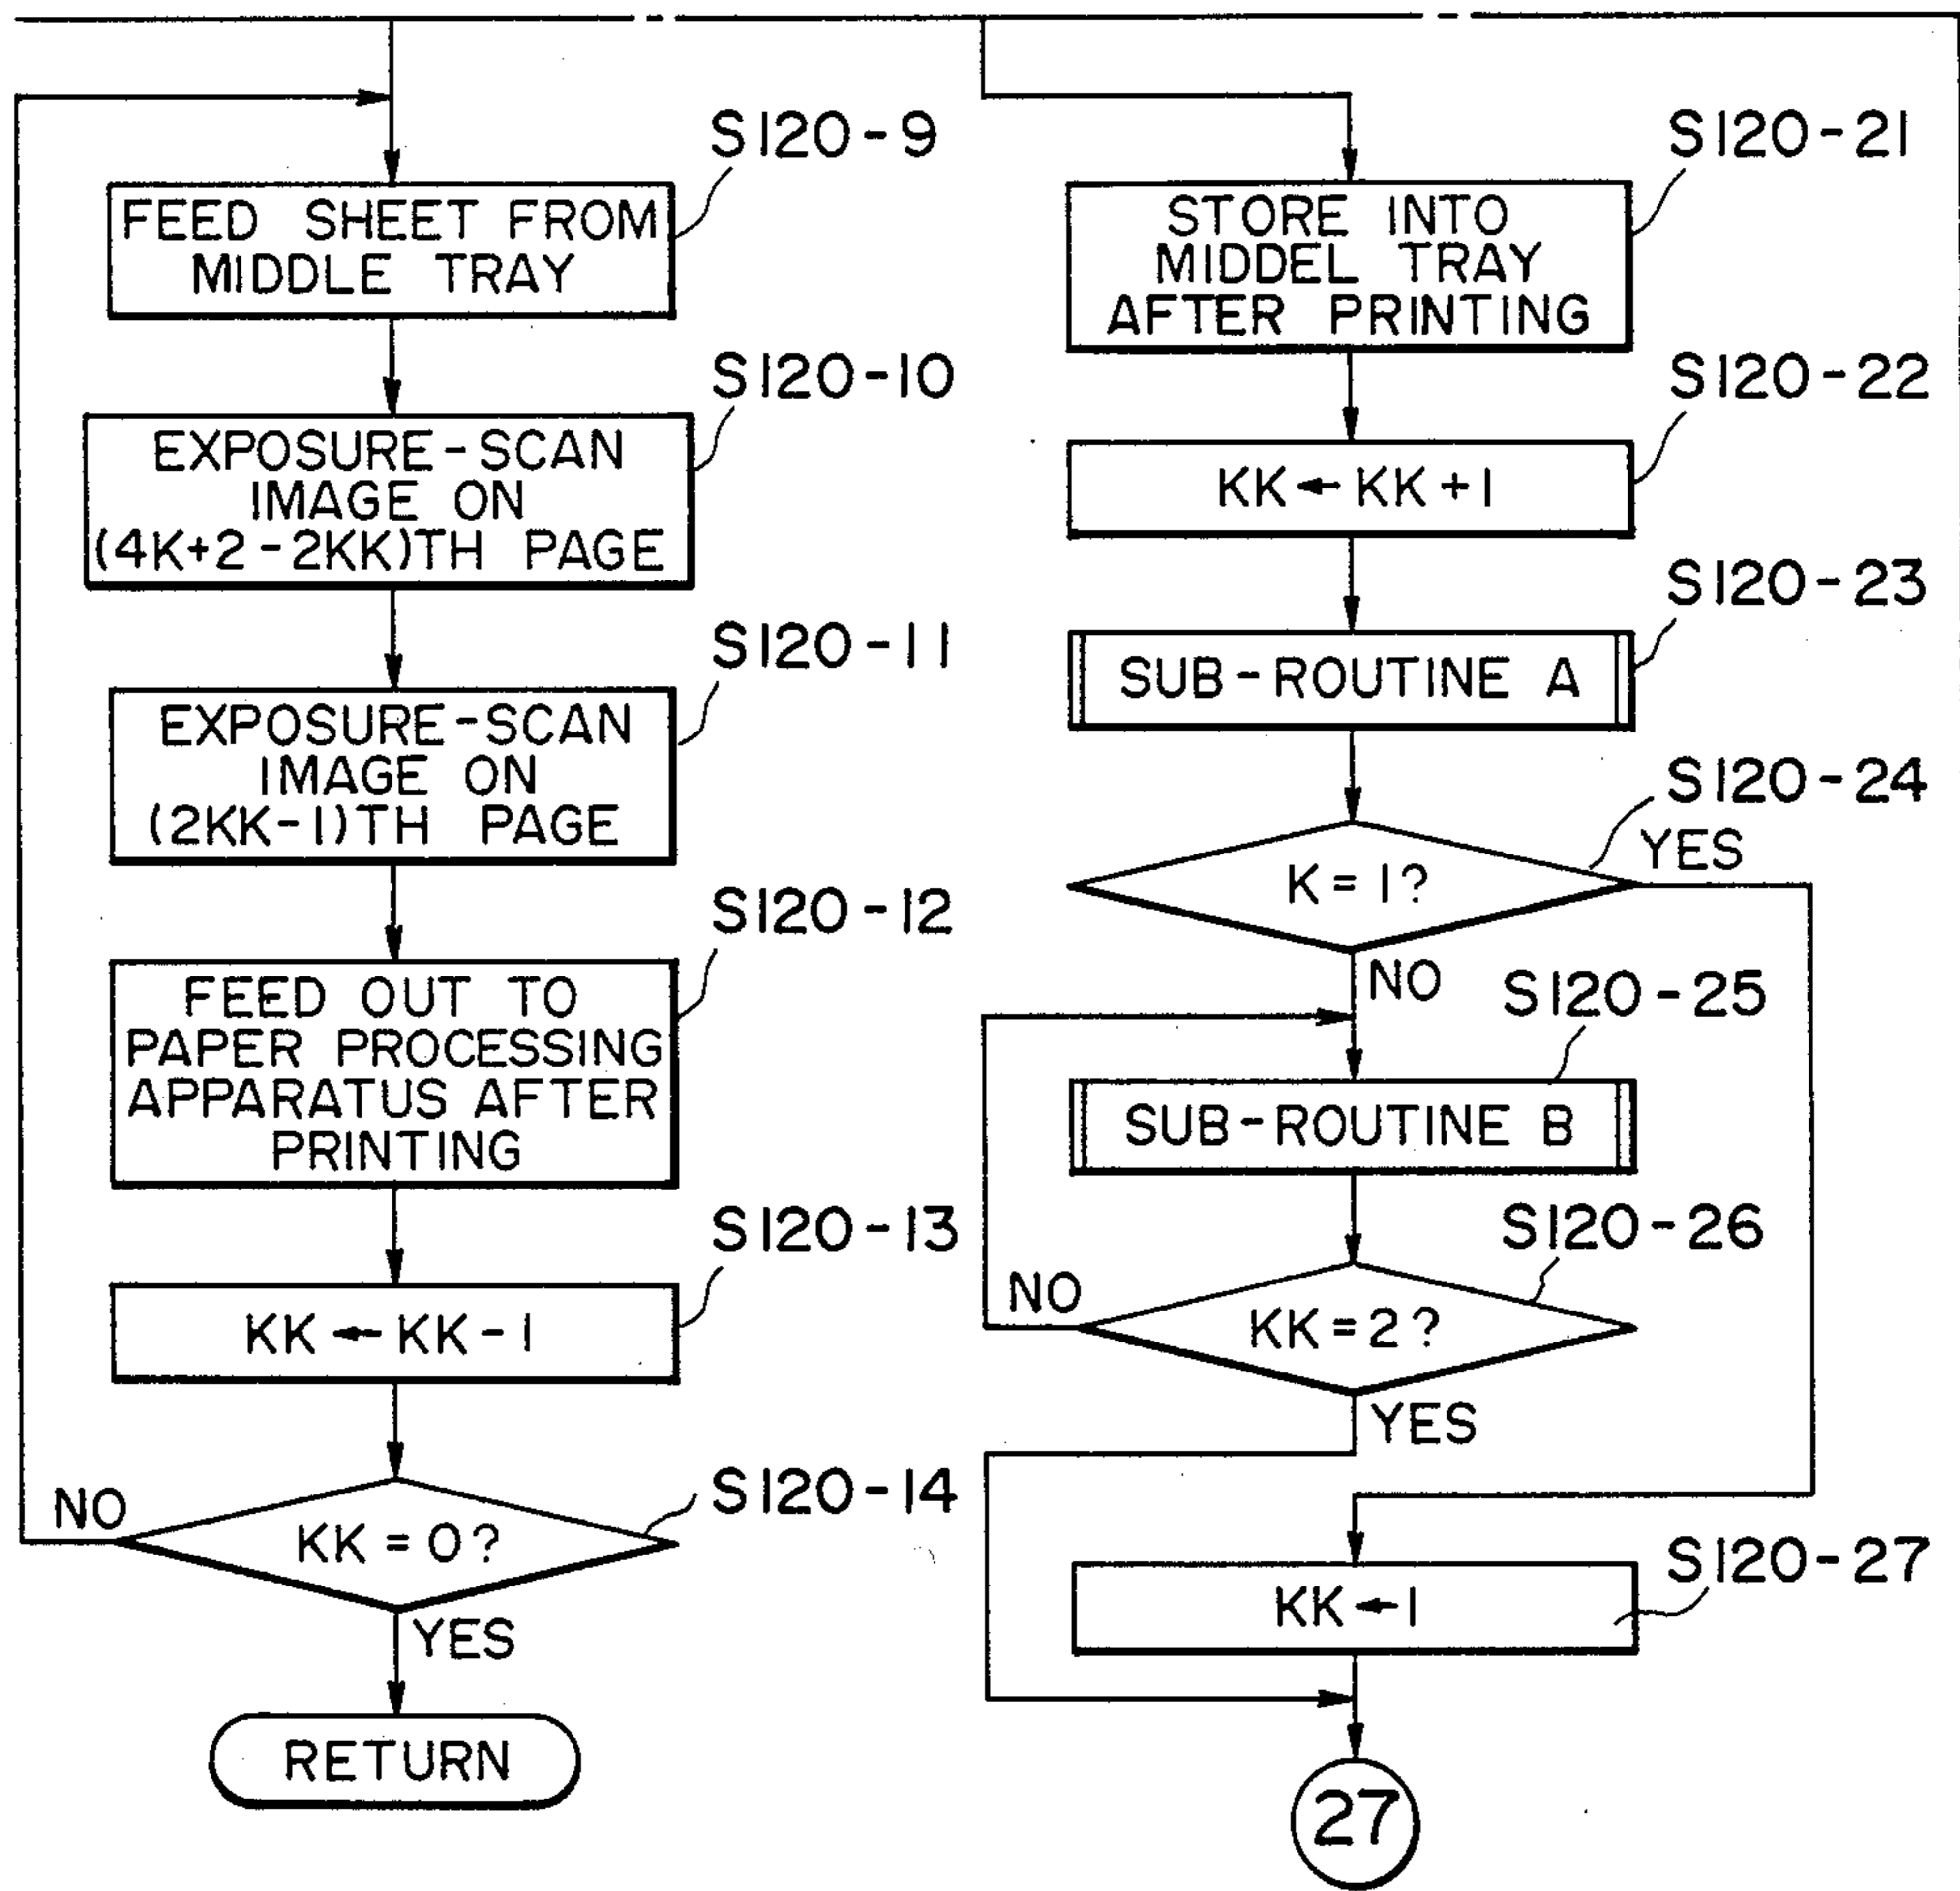 S120-9
FEED SHEET FROM
MIDDLE TRAY
S120-10
EXPOSURE-SCAN
IMAGE ON
(4K+2-2KK)TH PAGE
S120-11
EXPOSURE-SCAN
IMAGE ON
(2KK-1)TH PAGE
S120-12
FEED OUT TO
PAPER PROCESSING
APPARATUS AFTER
PRINTING
S120-13
KK←KK-1
S120-14
NO
KK=0?
YES
RETURN
S120-21
STORE INTO
MIDDEL TRAY
AFTER PRINTING
S120-22
KK←KK+1
S120-23
SUB-ROUTINE A
S120-24
YES
K=1?
NO
S120-25
SUB-ROUTINE B
S120-26
NO
KK=2?
YES
S120-27
KK←1
27